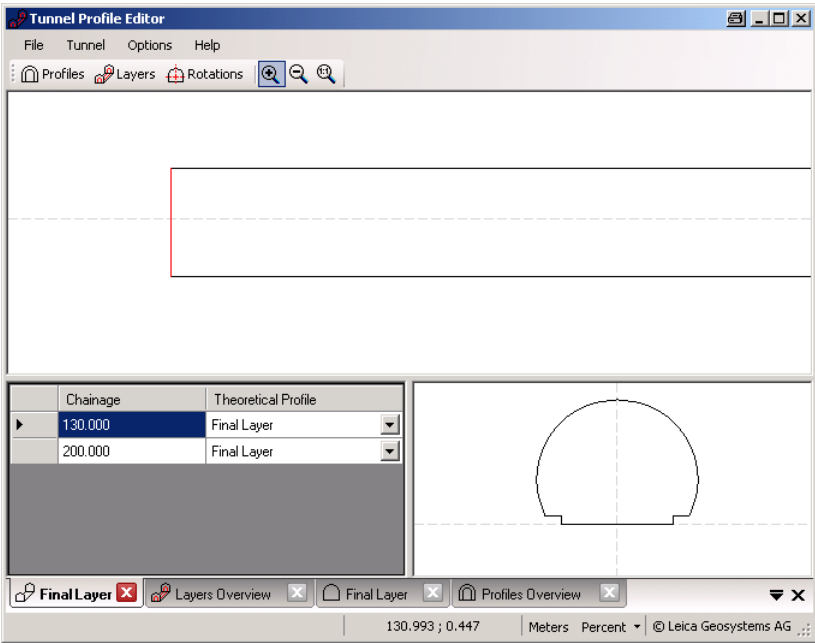 Tunnel Profile Editor
File Tunnel Options Help
Profiles Layers Rotations
Chainage Theoretical Profile
130.000 Final Layer
200.000 Final Layer
Final Layer Layers Overview Final Layer Profiles Overview
130.993 ; 0.447 Meters Percent © Leica Geosystems AG